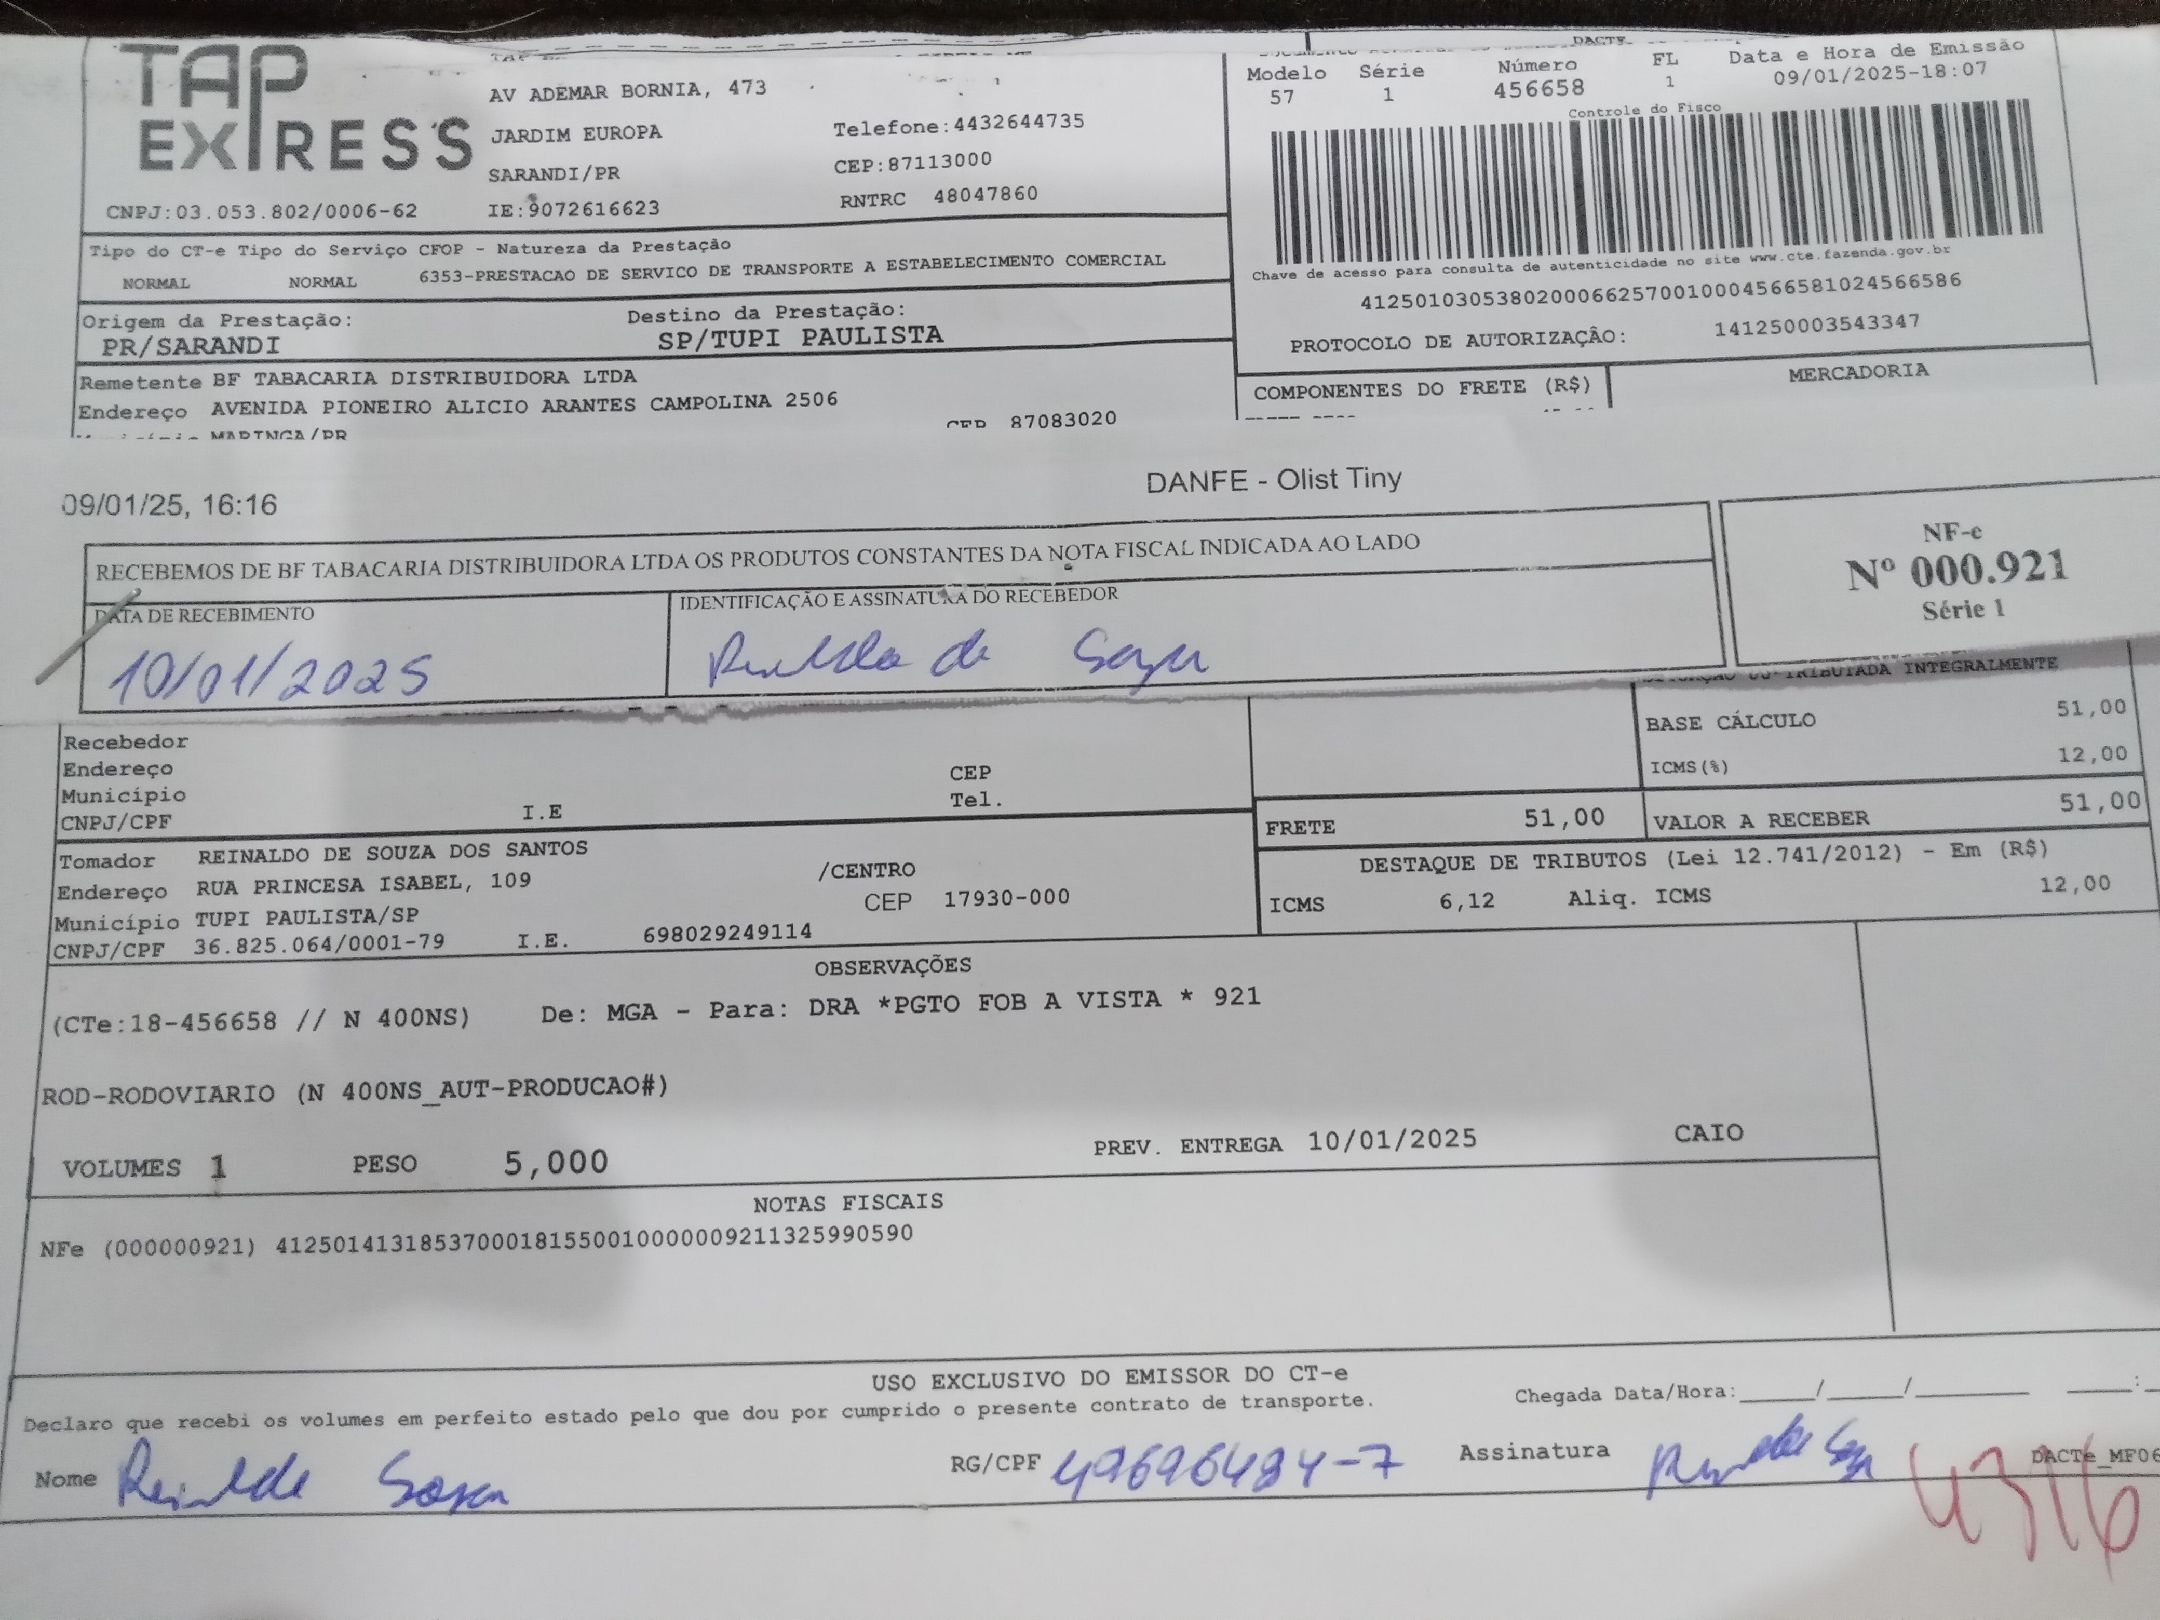 TAP
EXPRESS
AV ADEMAR BORNIA, 473
JARDIM EUROPA
Telefone:4432644735
SARANDI/PR
CEP:87113000
CNPJ:03.053.802/0006-62
IE:9072616623
RNTRC 48047860
DACTE
Modelo Série Número FL Data e Hora de Emissão
57 1 456658 1 09/01/2025-18:07
Controle do Fisco
Chave de acesso para consulta de autenticidade no site www.cte.fazenda.gov.br
41250103053802000662570010004566581024566586
PROTOCOLO DE AUTORIZAÇÃO: 141250003543347
Tipo do CT-e Tipo do Serviço CFOP - Natureza da Prestação
NORMAL NORMAL 6353-PRESTACAO DE SERVICO DE TRANSPORTE A ESTABELECIMENTO COMERCIAL
Origem da Prestação: Destino da Prestação:
PR/SARANDI SP/TUPI PAULISTA
Remetente BF TABACARIA DISTRIBUIDORA LTDA
Endereço AVENIDA PIONEIRO ALICIO ARANTES CAMPOLINA 2506
MARINGA/PR CEP 87083020
COMPONENTES DO FRETE (R$) MERCADORIA
09/01/25, 16:16 DANFE - Olist Tiny
RECEBEMOS DE BF TABACARIA DISTRIBUIDORA LTDA OS PRODUTOS CONSTANTES DA NOTA FISCAL INDICADA AO LADO
DATA DE RECEBIMENTO IDENTIFICAÇÃO E ASSINATURA DO RECEBEDOR
10/01/2025 de
NF-e
Nº 000.921
Série 1
TRIBUTADA INTEGRALMENTE
BASE CÁLCULO 51,00
ICMS(%) 12,00
Recebedor
Endereço CEP
Município Tel.
CNPJ/CPF I.E
FRETE 51,00 VALOR A RECEBER 51,00
Tomador REINALDO DE SOUZA DOS SANTOS
Endereço RUA PRINCESA ISABEL, 109 /CENTRO
Município TUPI PAULISTA/SP CEP 17930-000
CNPJ/CPF 36.825.064/0001-79 I.E. 698029249114
DESTAQUE DE TRIBUTOS (Lei 12.741/2012) - Em (R$)
ICMS 6,12 Aliq. ICMS 12,00
OBSERVAÇÕES
(CTe:18-456658 // N 400NS) De: MGA - Para: DRA *PGTO FOB A VISTA * 921
ROD-RODOVIARIO (N 400NS_AUT-PRODUCAO#)
VOLUMES 1 PESO 5,000 PREV. ENTREGA 10/01/2025 CAIO
NOTAS FISCAIS
NFe (000000921) 41250141318537000181550010000009211325990590
USO EXCLUSIVO DO EMISSOR DO CT-e
Declaro que recebi os volumes em perfeito estado pelo que dou por cumprido o presente contrato de transporte.
Chegada Data/Hora:____/____/______ ____:
Nome RG/CPF 49696484-7 Assinatura
DACTe_MF06
4316